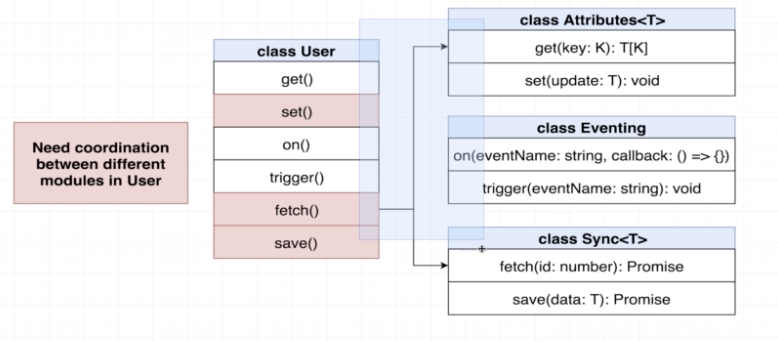 Need coordination
between different
modules in User
class User
get()
set()
on()
trigger()
fetch()
save()
class Attributes<T>
get(key: K): T[K]
set(update: T): void
class Eventing
on(eventName: string, callback: () => {})
trigger(eventName: string): void
class Sync<T>
fetch(id: number): Promise
save(data: T): Promise